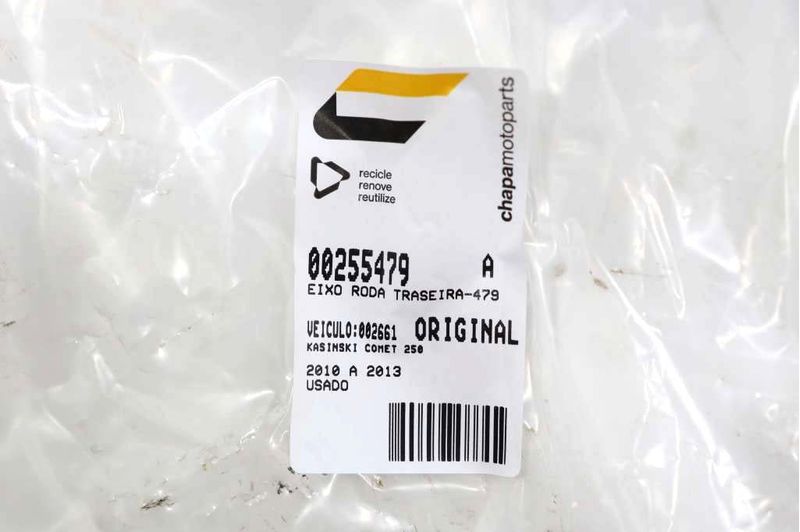 chapamotoparts
recicle
renove
reutilize
00255479 A
EIXO RODA TRASEIRA-479
VEICULO:002661 ORIGINAL
KASINSKI COMET 250
2010 A 2013
USADO